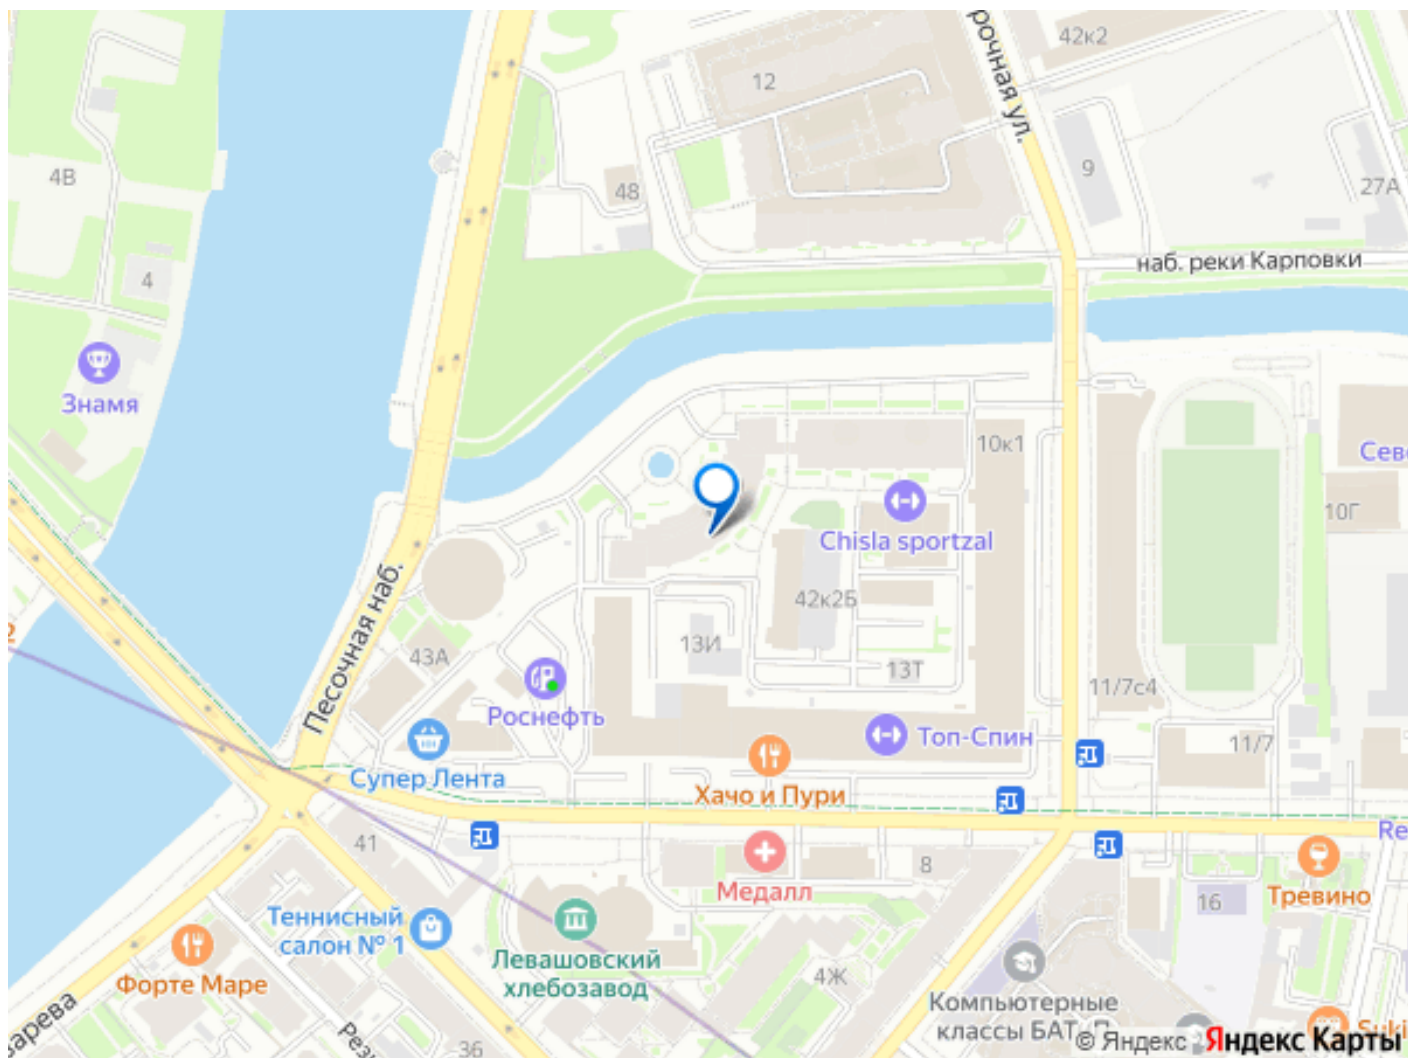 рочная ул.
42к2
12
4В
9
48
27А
наб. реки Карповки
4
Знамя
10к1
Сев
10Г
Chisla sportzal
Песочная наб.
42к2Б
13И
43А
13Т
11/7с4
Роснефть
Топ-Спин
11/7
Супер Лента
Хачо и Пури
41
8
Re
Медалл
Тревино
16
Теннисный
салон № 1
Левашовский
хлебозавод
4Ж
Форте Маре
Компьютерные
классы БАТ
Suki
варева
Рез
36
© Яндекс
Яндекс Карты